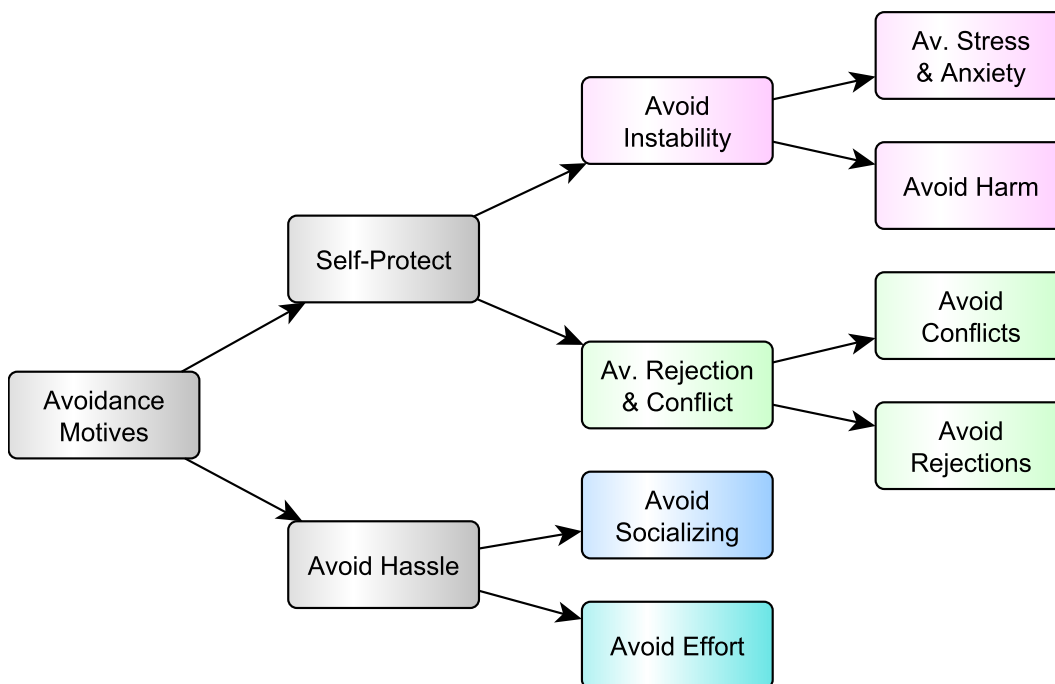 Av. Stress
& Anxiety
Avoid
Instability
Avoid Harm
Self-Protect
Avoid
Conflicts
Av. Rejection
& Conflict
Avoidance
Motives
Avoid
Rejections
Avoid
Socializing
Avoid Hassle
Avoid Effort